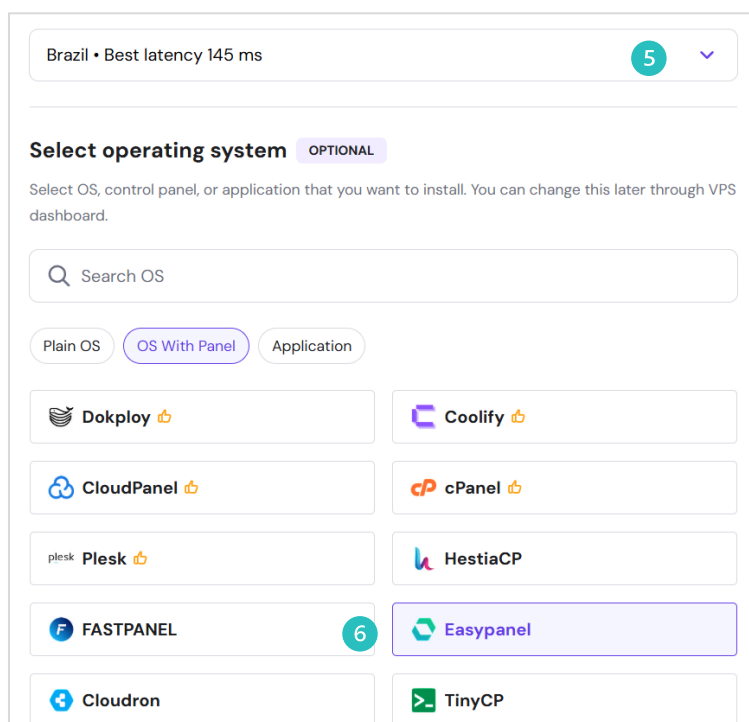 Brazil • Best latency 145 ms
5
Select operating system OPTIONAL
Select OS, control panel, or application that you want to install. You can change this later through VPS
dashboard.
Search OS
Plain OS OS With Panel Application
Dokploy Coolify
CloudPanel cP cPanel
plesk Plesk HestiaCP
F FASTPANEL 6 Easypanel
Cloudron >_ TinyCP